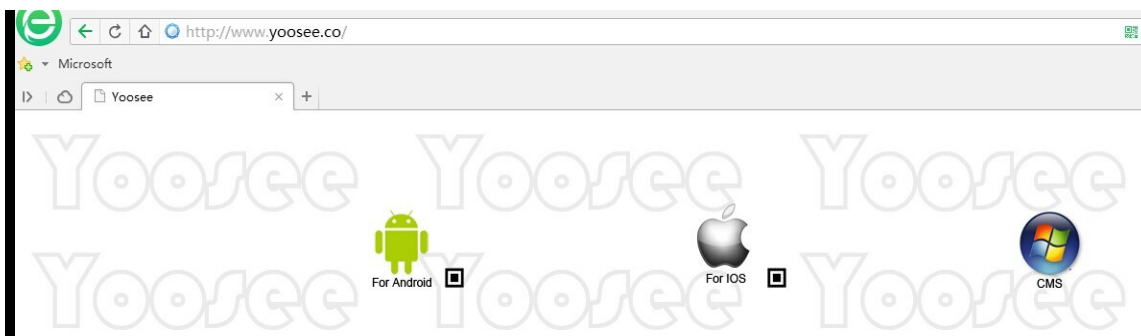 http://www.yoosee.co/
Microsoft
Yoosee
Yoosee Yoosee Yoosee
For Android
For IOS
CMS
Yoosee Yoosee Yoosee